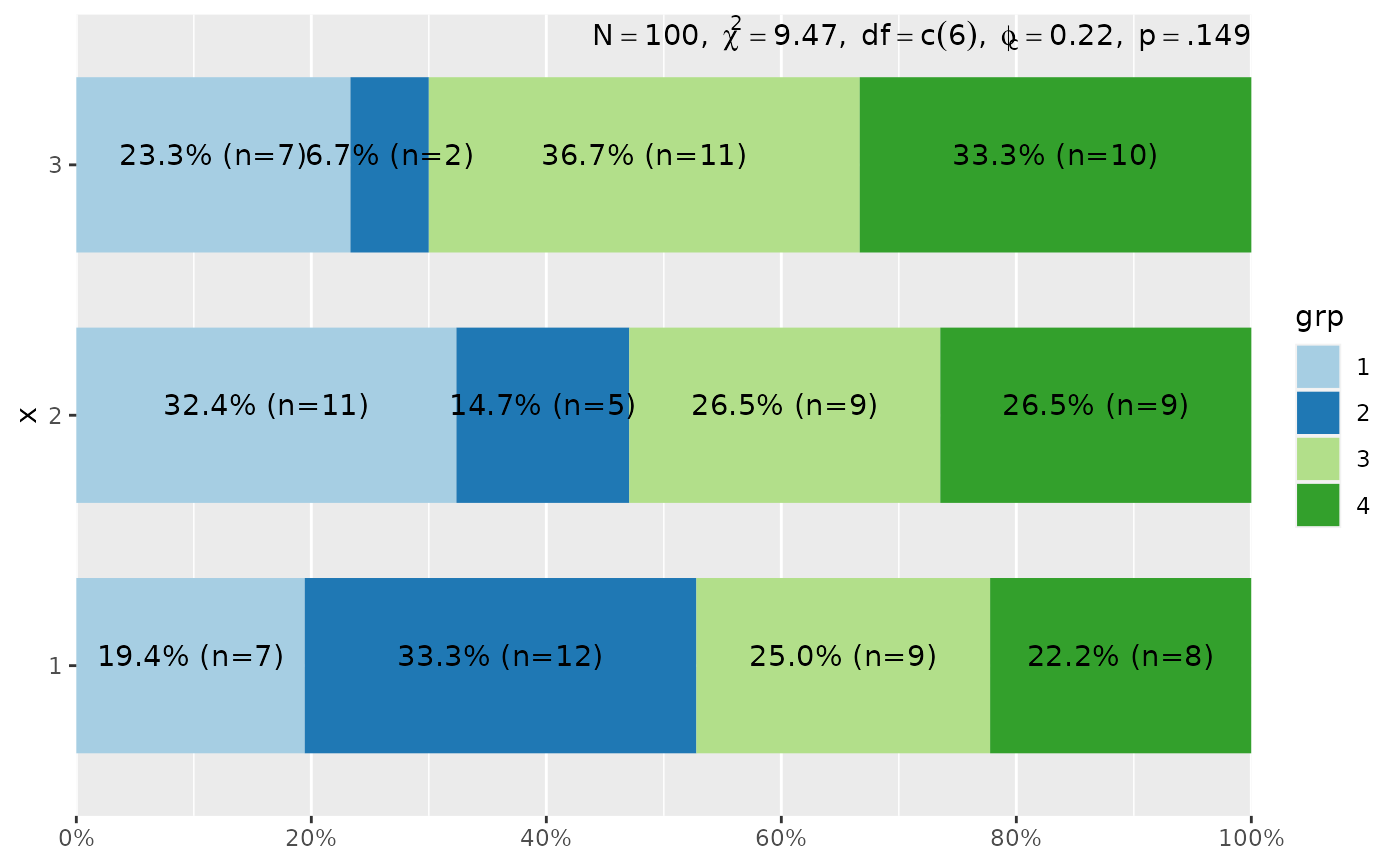 N = 100, χ² = 9.47, df = c(6), ϕc = 0.22, p = .149
3
23.3% (n=7)
6.7% (n=2)
36.7% (n=11)
33.3% (n=10)
x
2
32.4% (n=11)
14.7% (n=5)
26.5% (n=9)
26.5% (n=9)
1
19.4% (n=7)
33.3% (n=12)
25.0% (n=9)
22.2% (n=8)
0%
20%
40%
60%
80%
100%
grp
1
2
3
4